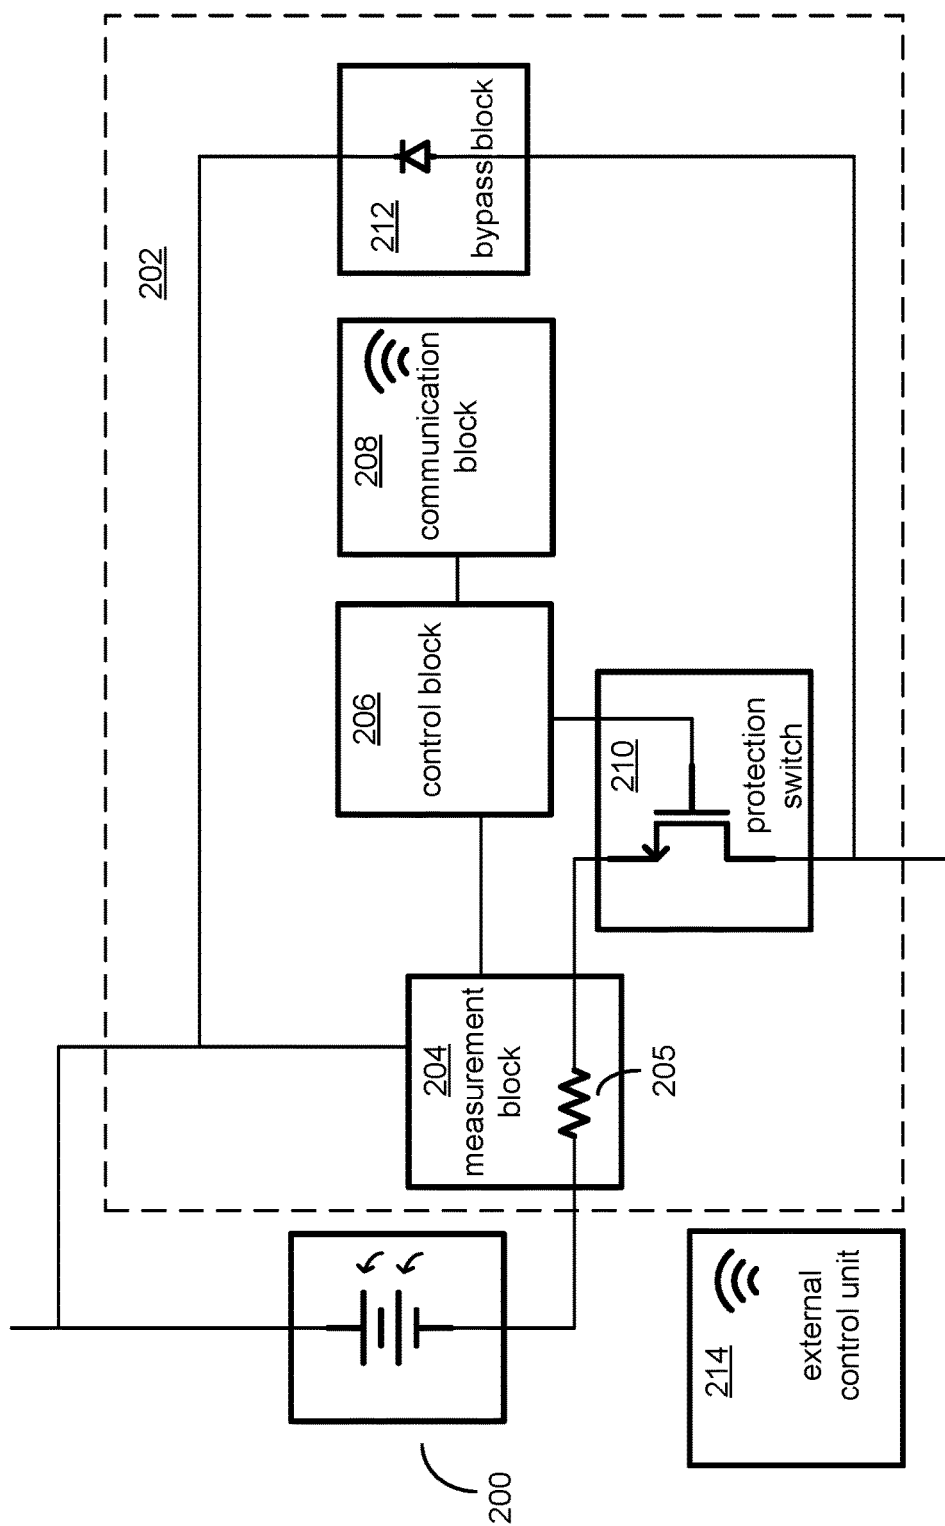 202
212
bypass block
208
communication
block
206
control block
210
protection
switch
204
measurement
block
205
200
214
external
control unit